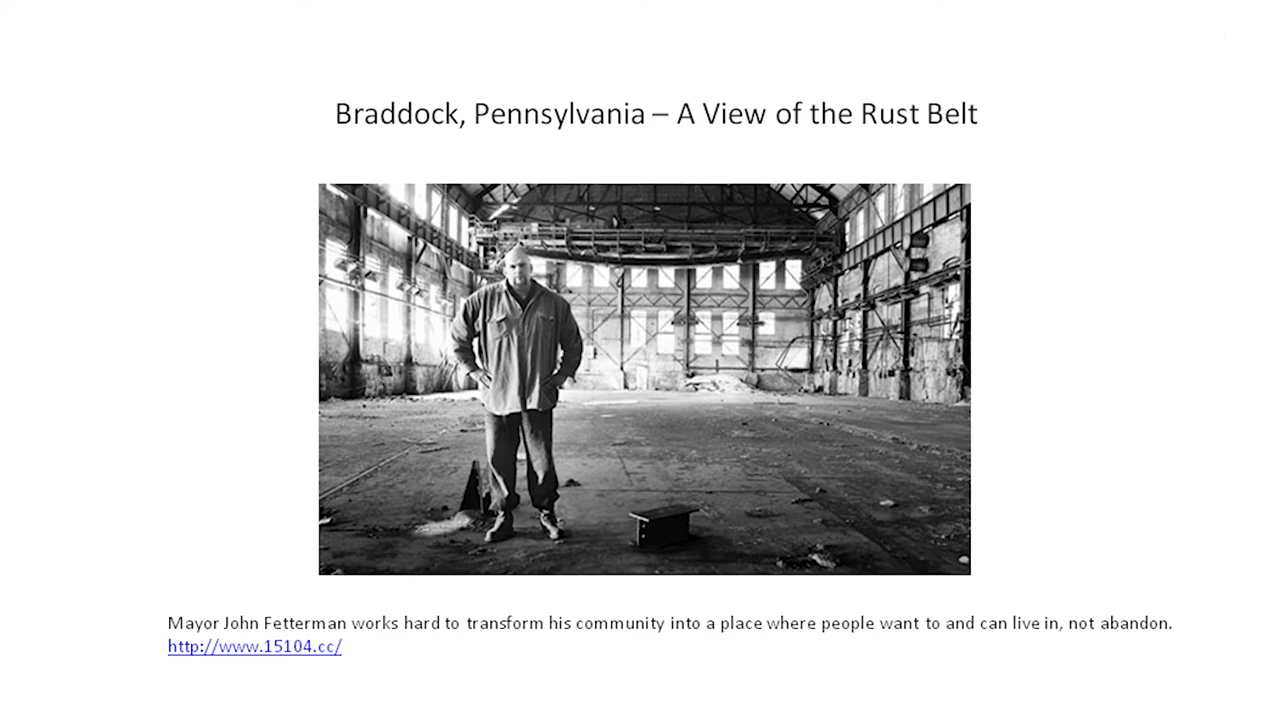 Braddock, Pennsylvania – A View of the Rust Belt
Mayor John Fetterman works hard to transform his community into a place where people want to and can live in, not abandon.
http://www.15104.cc/